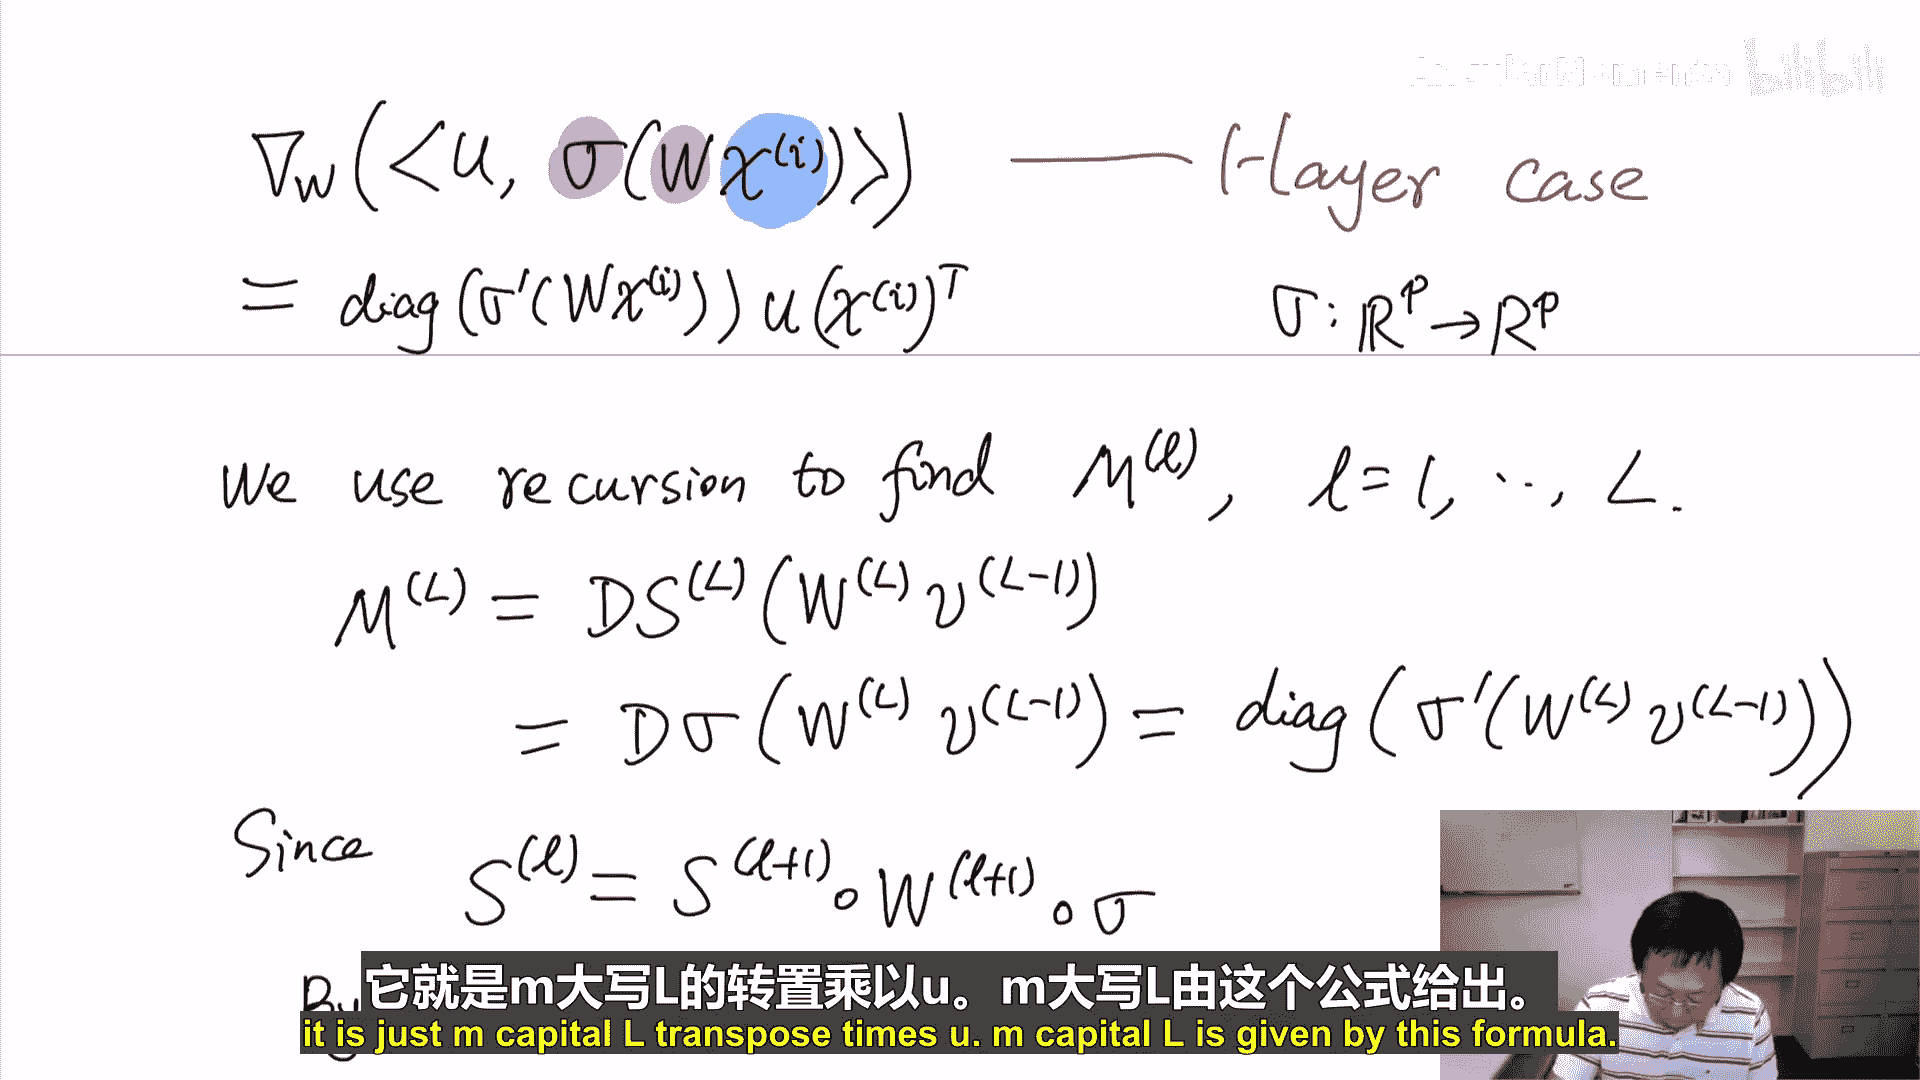 bilibili
∇_W(<u, σ(Wx^(i))>) —— 1-layer case
= diag(σ'(Wx^(i))) u (x^(i))^T σ: ℝ^p → ℝ^p
We use recursion to find M^(l), l=1, ..., L.
M^(L) = DS^(L) (W^(L) v^(L-1))
= Dσ (W^(L) v^(L-1)) = diag(σ'(W^(L) v^(L-1)))
Since S^(l) = S^(l+1) ∘ W^(l+1) ∘ σ
By
它就是m大写L的转置乘以u。m大写L由这个公式给出。
it is just m capital L transpose times u. m capital L is given by this formula.